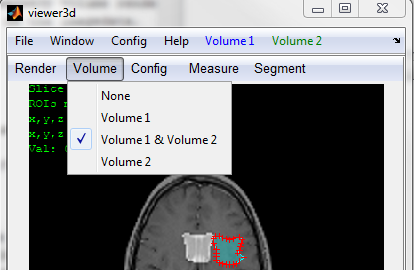 viewer3d
File Window Config Help Volume 1 Volume 2
Render Volume Config Measure Segment
Slice
None
ROIs
Volume 1
x,y,z
Volume 1 & Volume 2
x,y,z
Volume 2
Val: